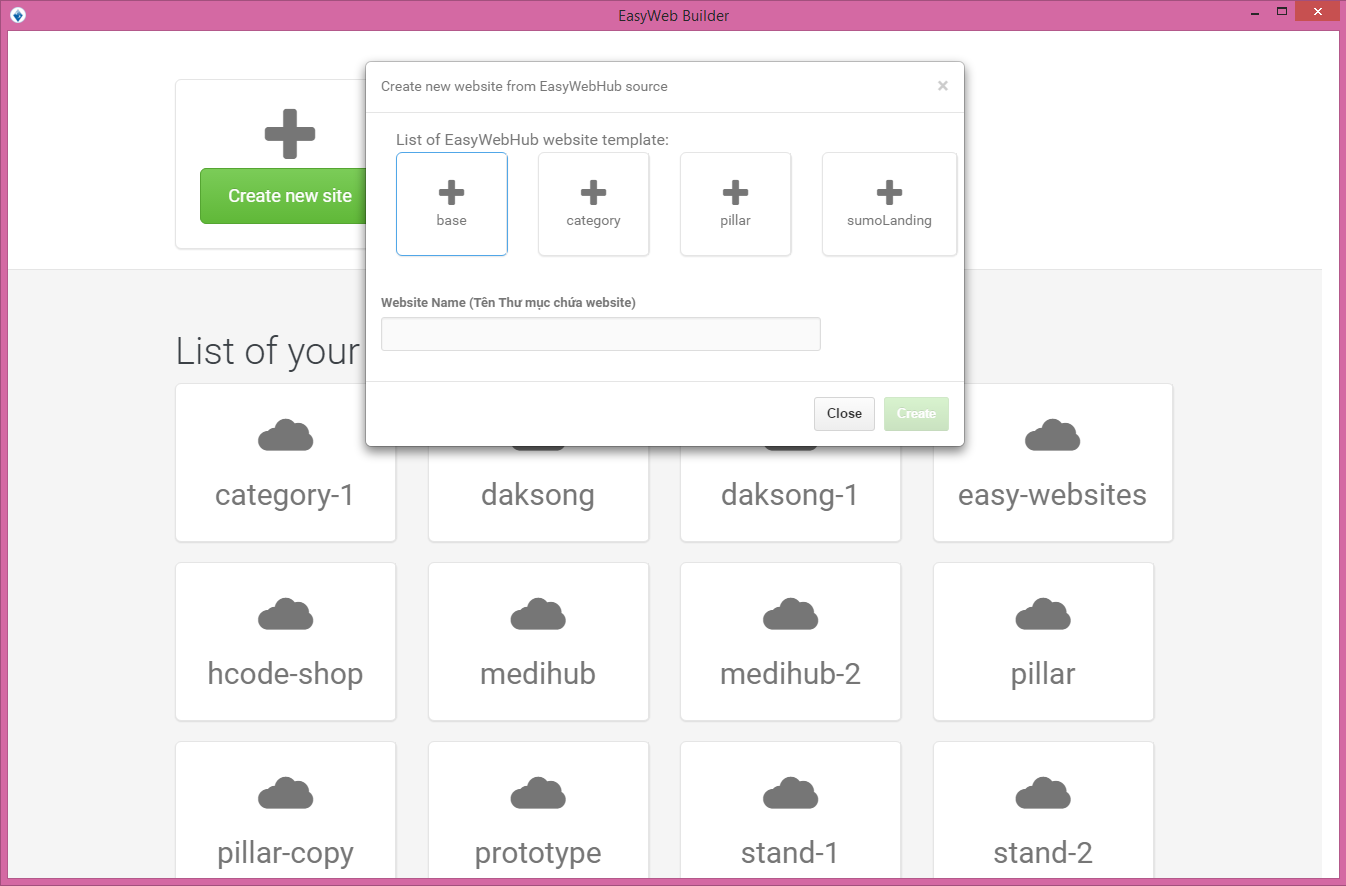 EasyWeb Builder
Create new website from EasyWebHub source
×
List of EasyWebHub website template:
base
category
pillar
sumoLanding
Website Name (Tên Thư mục chứa website)
Close
Create
Create new site
List of your
category-1
daksong
daksong-1
easy-websites
hcode-shop
medihub
medihub-2
pillar
pillar-copy
prototype
stand-1
stand-2